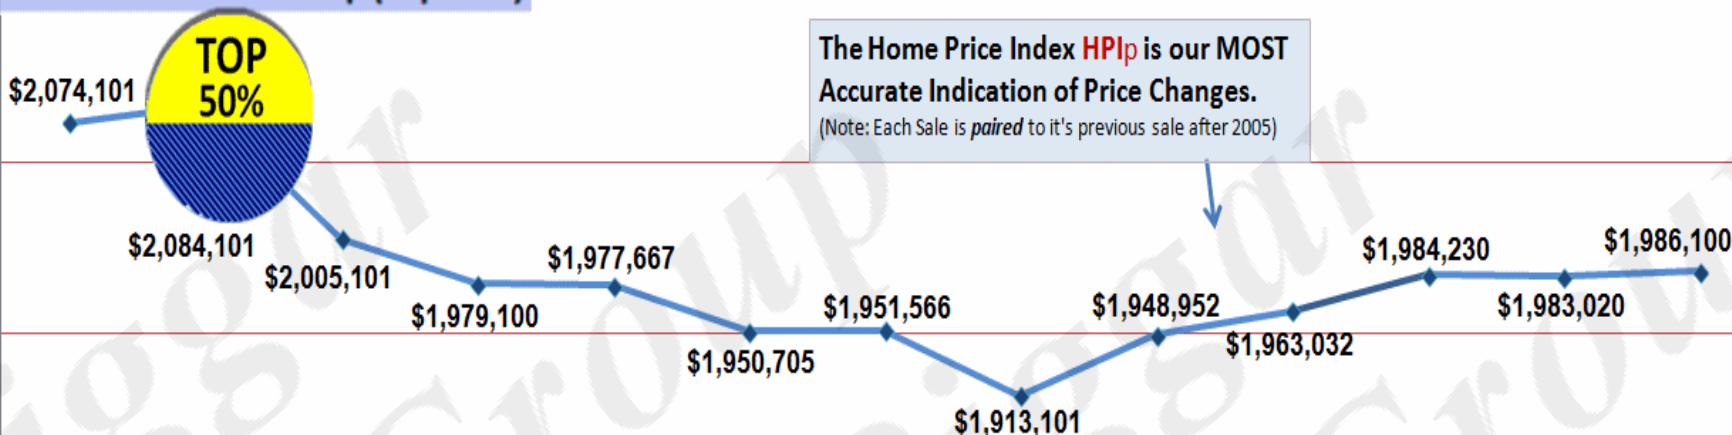 TOP
50%
The Home Price Index HPIp is our MOST
Accurate Indication of Price Changes.
(Note: Each Sale is paired to it's previous sale after 2005)
$2,074,101
$2,084,101
$2,005,101
$1,979,100
$1,977,667
$1,950,705
$1,951,566
$1,913,101
$1,948,952
$1,963,032
$1,984,230
$1,983,020
$1,986,100
Group